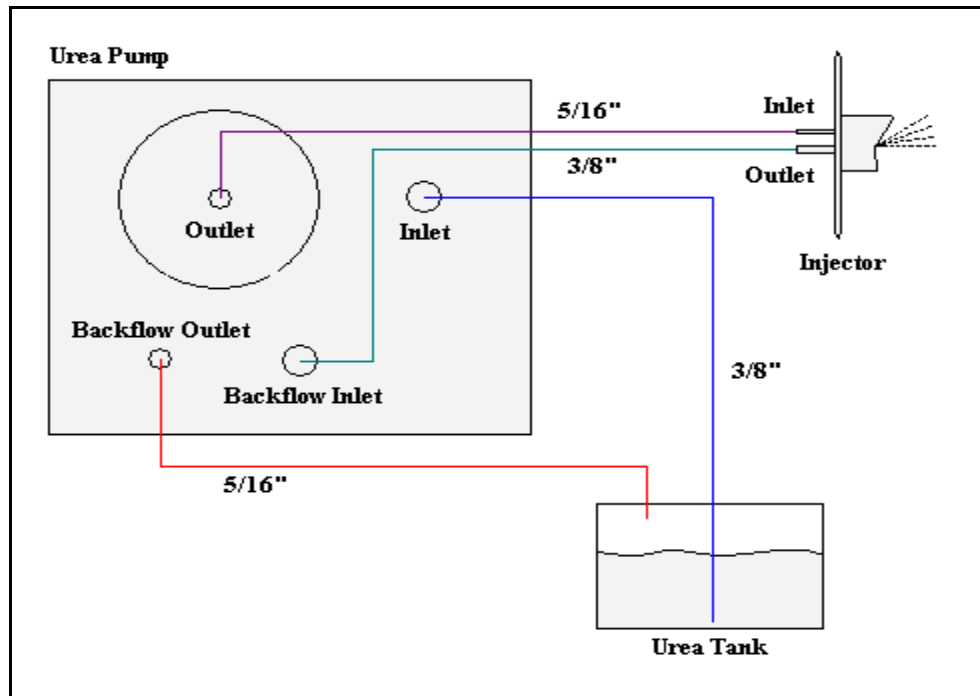 Urea Pump
5/16"
Inlet
3/8"
Outlet
Outlet
Inlet
Injector
Backflow Outlet
Backflow Inlet
3/8"
5/16"
Urea Tank